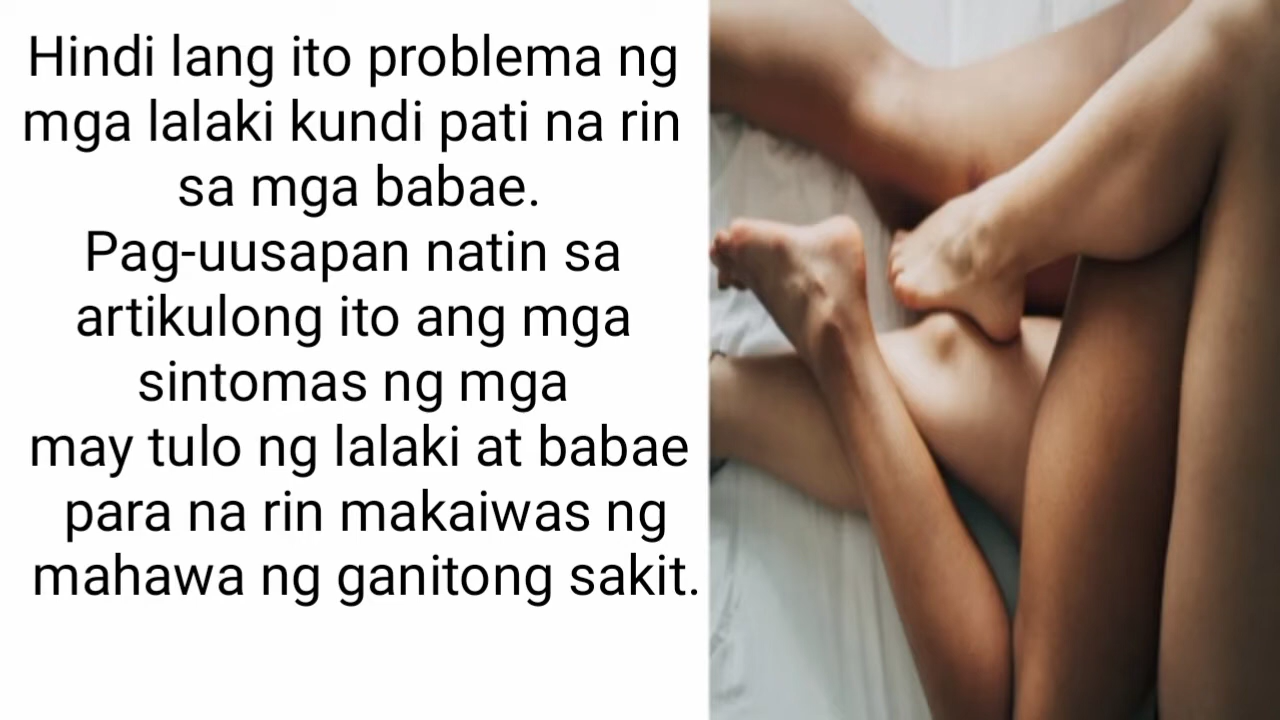 Hindi lang ito problema ng
mga lalaki kundi pati na rin
sa mga babae.
Pag-uusapan natin sa
artikulong ito ang mga
sintomas ng mga
may tulo ng lalaki at babae
para na rin makaiwas ng
mahawa ng ganitong sakit.